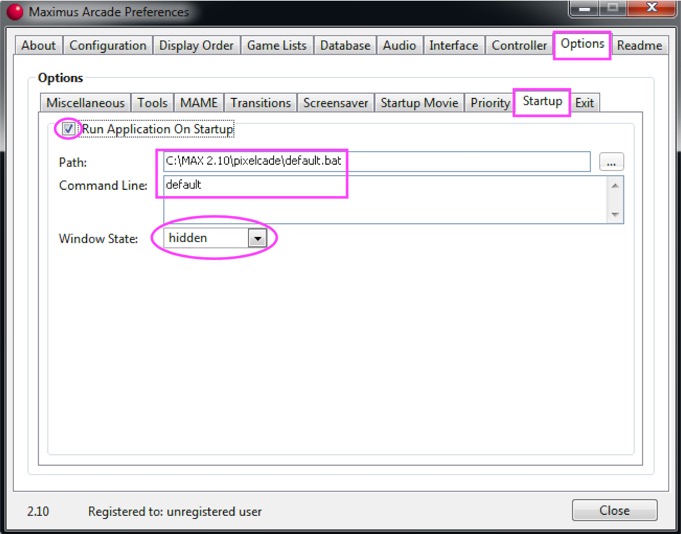 Maximus Arcade Preferences
About Configuration Display Order Game Lists Database Audio Interface Controller Options Readme
Options
Miscellaneous Tools MAME Transitions Screensaver Startup Movie Priority Startup Exit
Run Application On Startup
Path: C:\MAX 2.10\pixelcade\default.bat ...
Command Line: default
Window State: hidden
2.10 Registered to: unregistered user Close